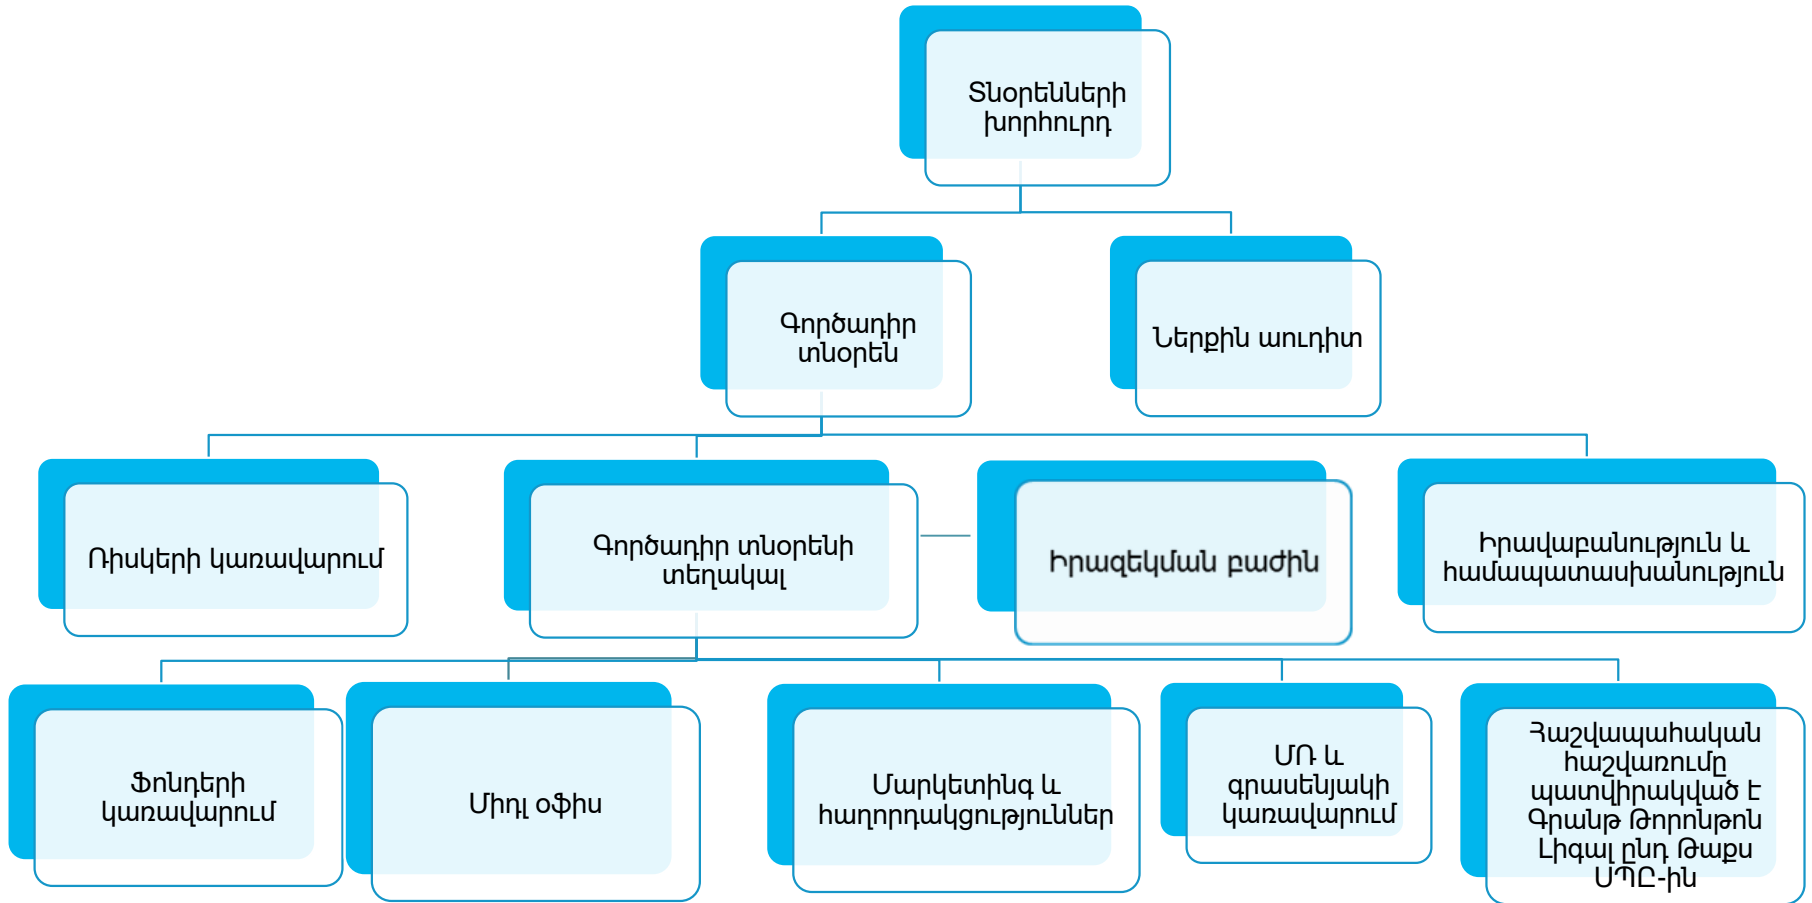 Տնօրենների
խորհուրդ
Գործադիր
տնօրեն
Ներքին աուդիտ
Ռիսկերի կառավարում
Գործադիր տնօրենի
տեղակալ
Իրազեկման բաժին
Իրավաբանություն և
համապատասխանություն
Ֆոնդերի
կառավարում
Միդլ օֆիս
Մարկետինգ և
հաղորդակցություններ
ՄՌ և
գրասենյակի
կառավարում
Հաշվապահական
հաշվառումը
պատվիրակված է
Գրանթ Թորոնթոն
Լիգալ ընդ Թաքս
ՍՊԸ-ին